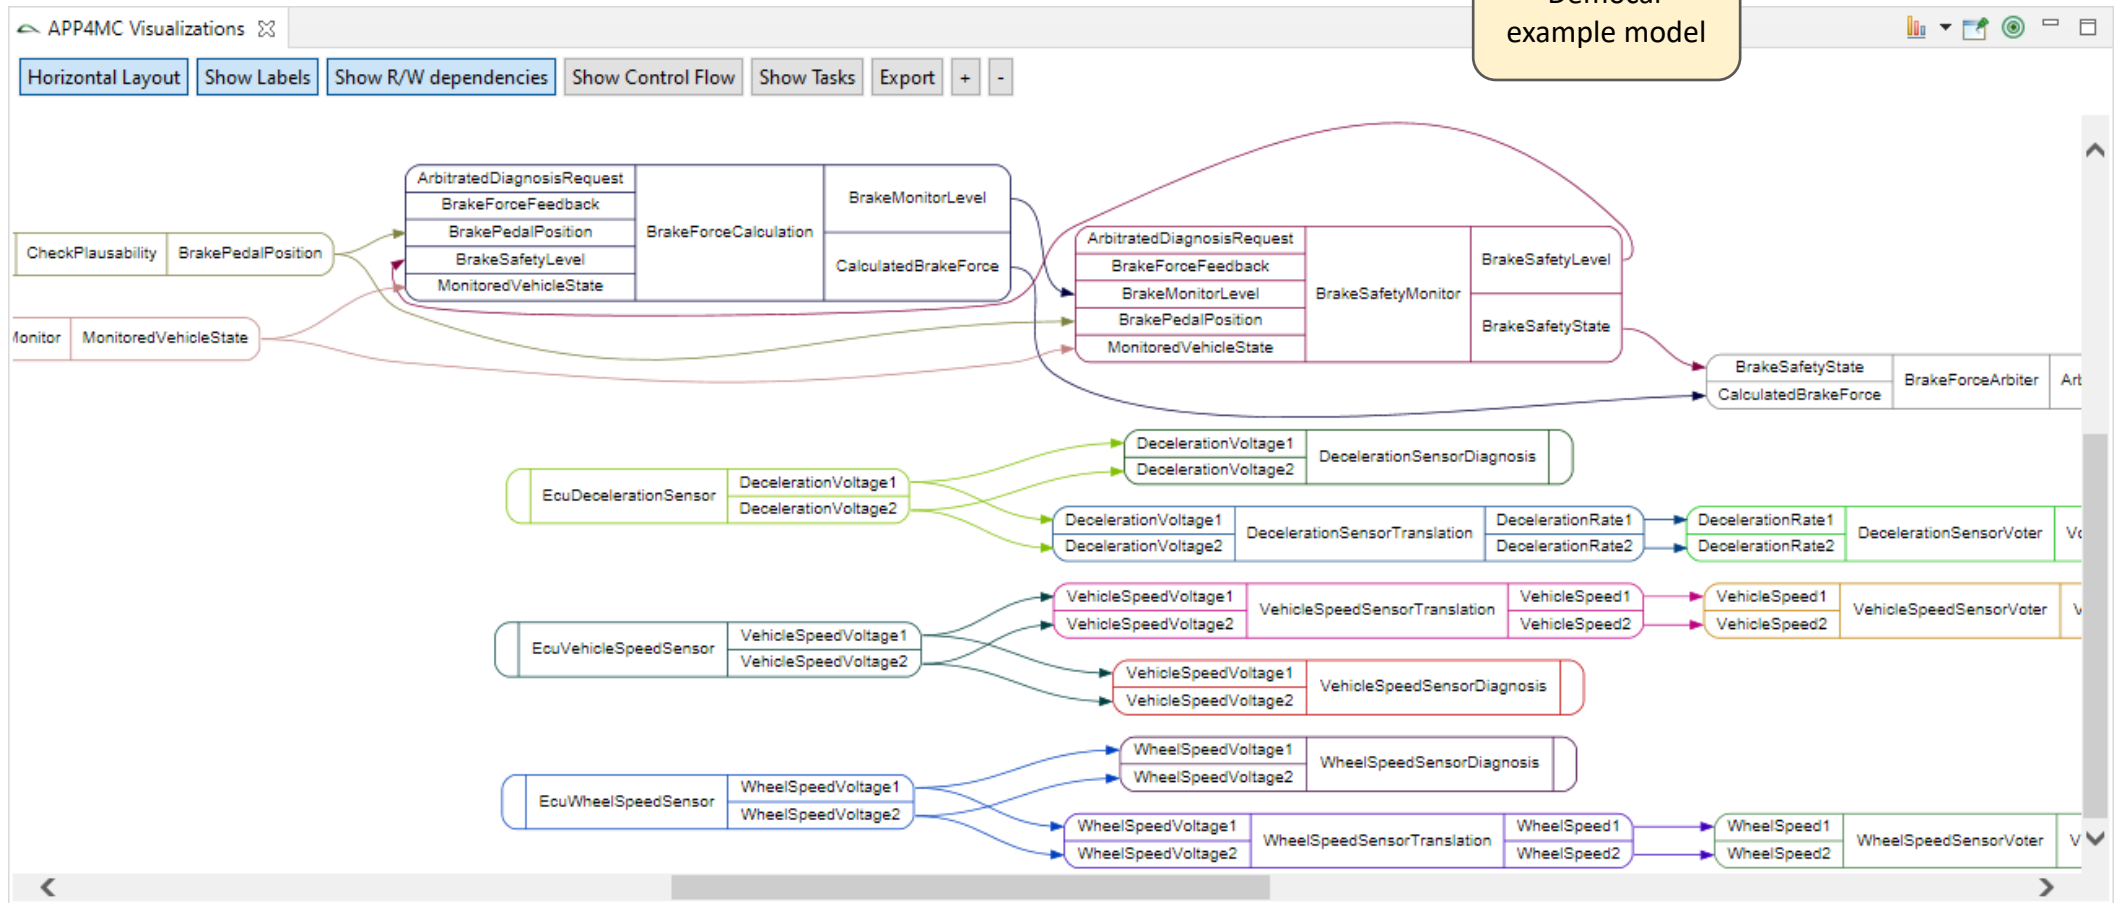 Democar
example model
APP4MC Visualizations
Horizontal Layout
Show Labels
Show R/W dependencies
Show Control Flow
Show Tasks
Export
+
-
ArbitratedDiagnosisRequest
BrakeForceFeedback
BrakePedalPosition
BrakeSafetyLevel
MonitoredVehicleState
BrakeForceCalculation
BrakeMonitorLevel
CalculatedBrakeForce
CheckPlausability
BrakePedalPosition
Monitor
MonitoredVehicleState
ArbitratedDiagnosisRequest
BrakeForceFeedback
BrakeMonitorLevel
BrakePedalPosition
MonitoredVehicleState
BrakeSafetyMonitor
BrakeSafetyLevel
BrakeSafetyState
BrakeSafetyState
CalculatedBrakeForce
BrakeForceArbiter
Art
EcuDecelerationSensor
DecelerationVoltage1
DecelerationVoltage2
DecelerationVoltage1
DecelerationVoltage2
DecelerationSensorDiagnosis
DecelerationVoltage1
DecelerationVoltage2
DecelerationSensorTranslation
DecelerationRate1
DecelerationRate2
DecelerationRate1
DecelerationRate2
DecelerationSensorVoter
Vo
EcuVehicleSpeedSensor
VehicleSpeedVoltage1
VehicleSpeedVoltage2
VehicleSpeedVoltage1
VehicleSpeedVoltage2
VehicleSpeedSensorTranslation
VehicleSpeed1
VehicleSpeed2
VehicleSpeed1
VehicleSpeed2
VehicleSpeedSensorVoter
V
VehicleSpeedVoltage1
VehicleSpeedVoltage2
VehicleSpeedSensorDiagnosis
EcuWheelSpeedSensor
WheelSpeedVoltage1
WheelSpeedVoltage2
WheelSpeedVoltage1
WheelSpeedVoltage2
WheelSpeedSensorDiagnosis
WheelSpeedVoltage1
WheelSpeedVoltage2
WheelSpeedSensorTranslation
WheelSpeed1
WheelSpeed2
WheelSpeed1
WheelSpeed2
WheelSpeedSensorVoter
V